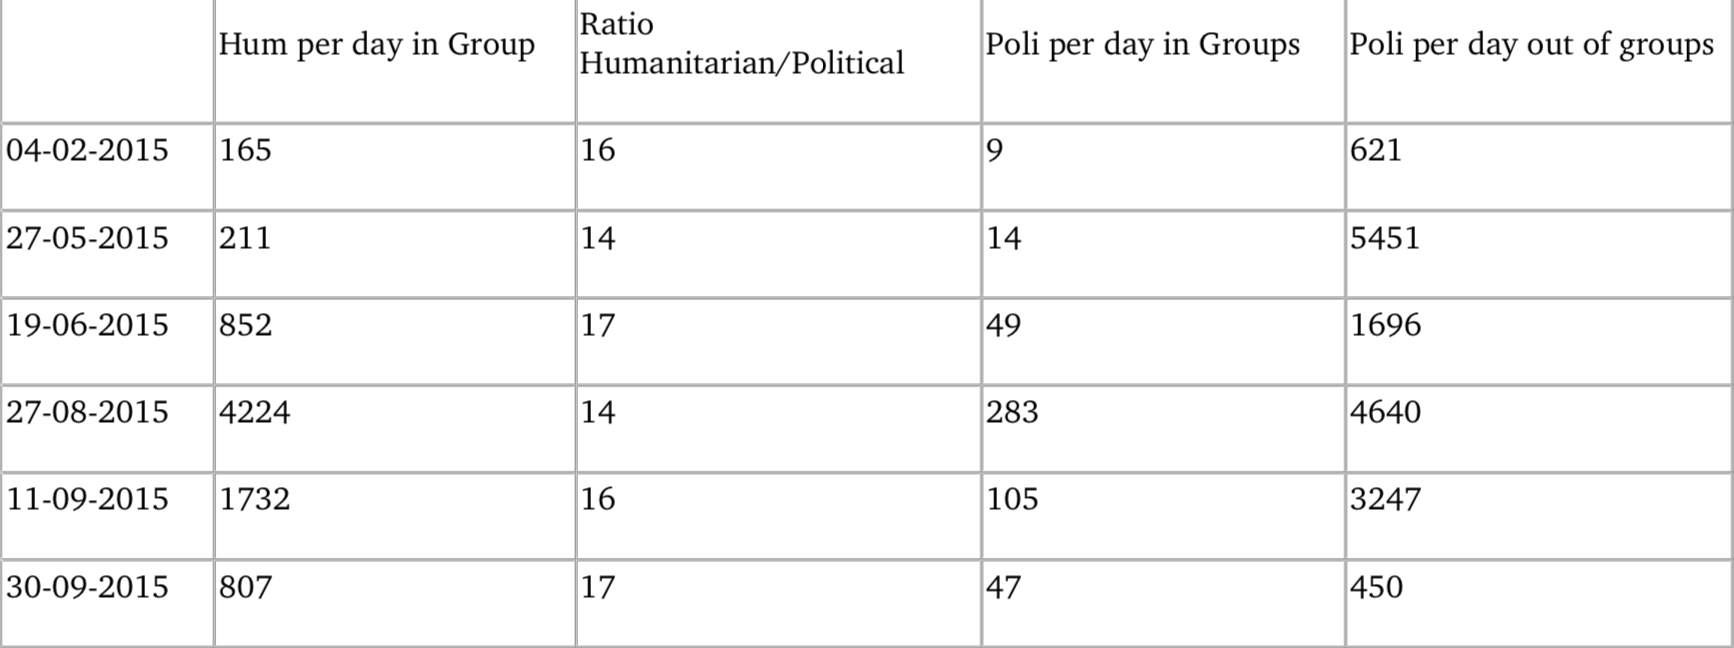 Hum per day in Group
Ratio
Humanitarian/Political
Poli per day in Groups
Poli per day out of groups
04-02-2015 165 16 9 621
27-05-2015 211 14 14 5451
19-06-2015 852 17 49 1696
27-08-2015 4224 14 283 4640
11-09-2015 1732 16 105 3247
30-09-2015 807 17 47 450